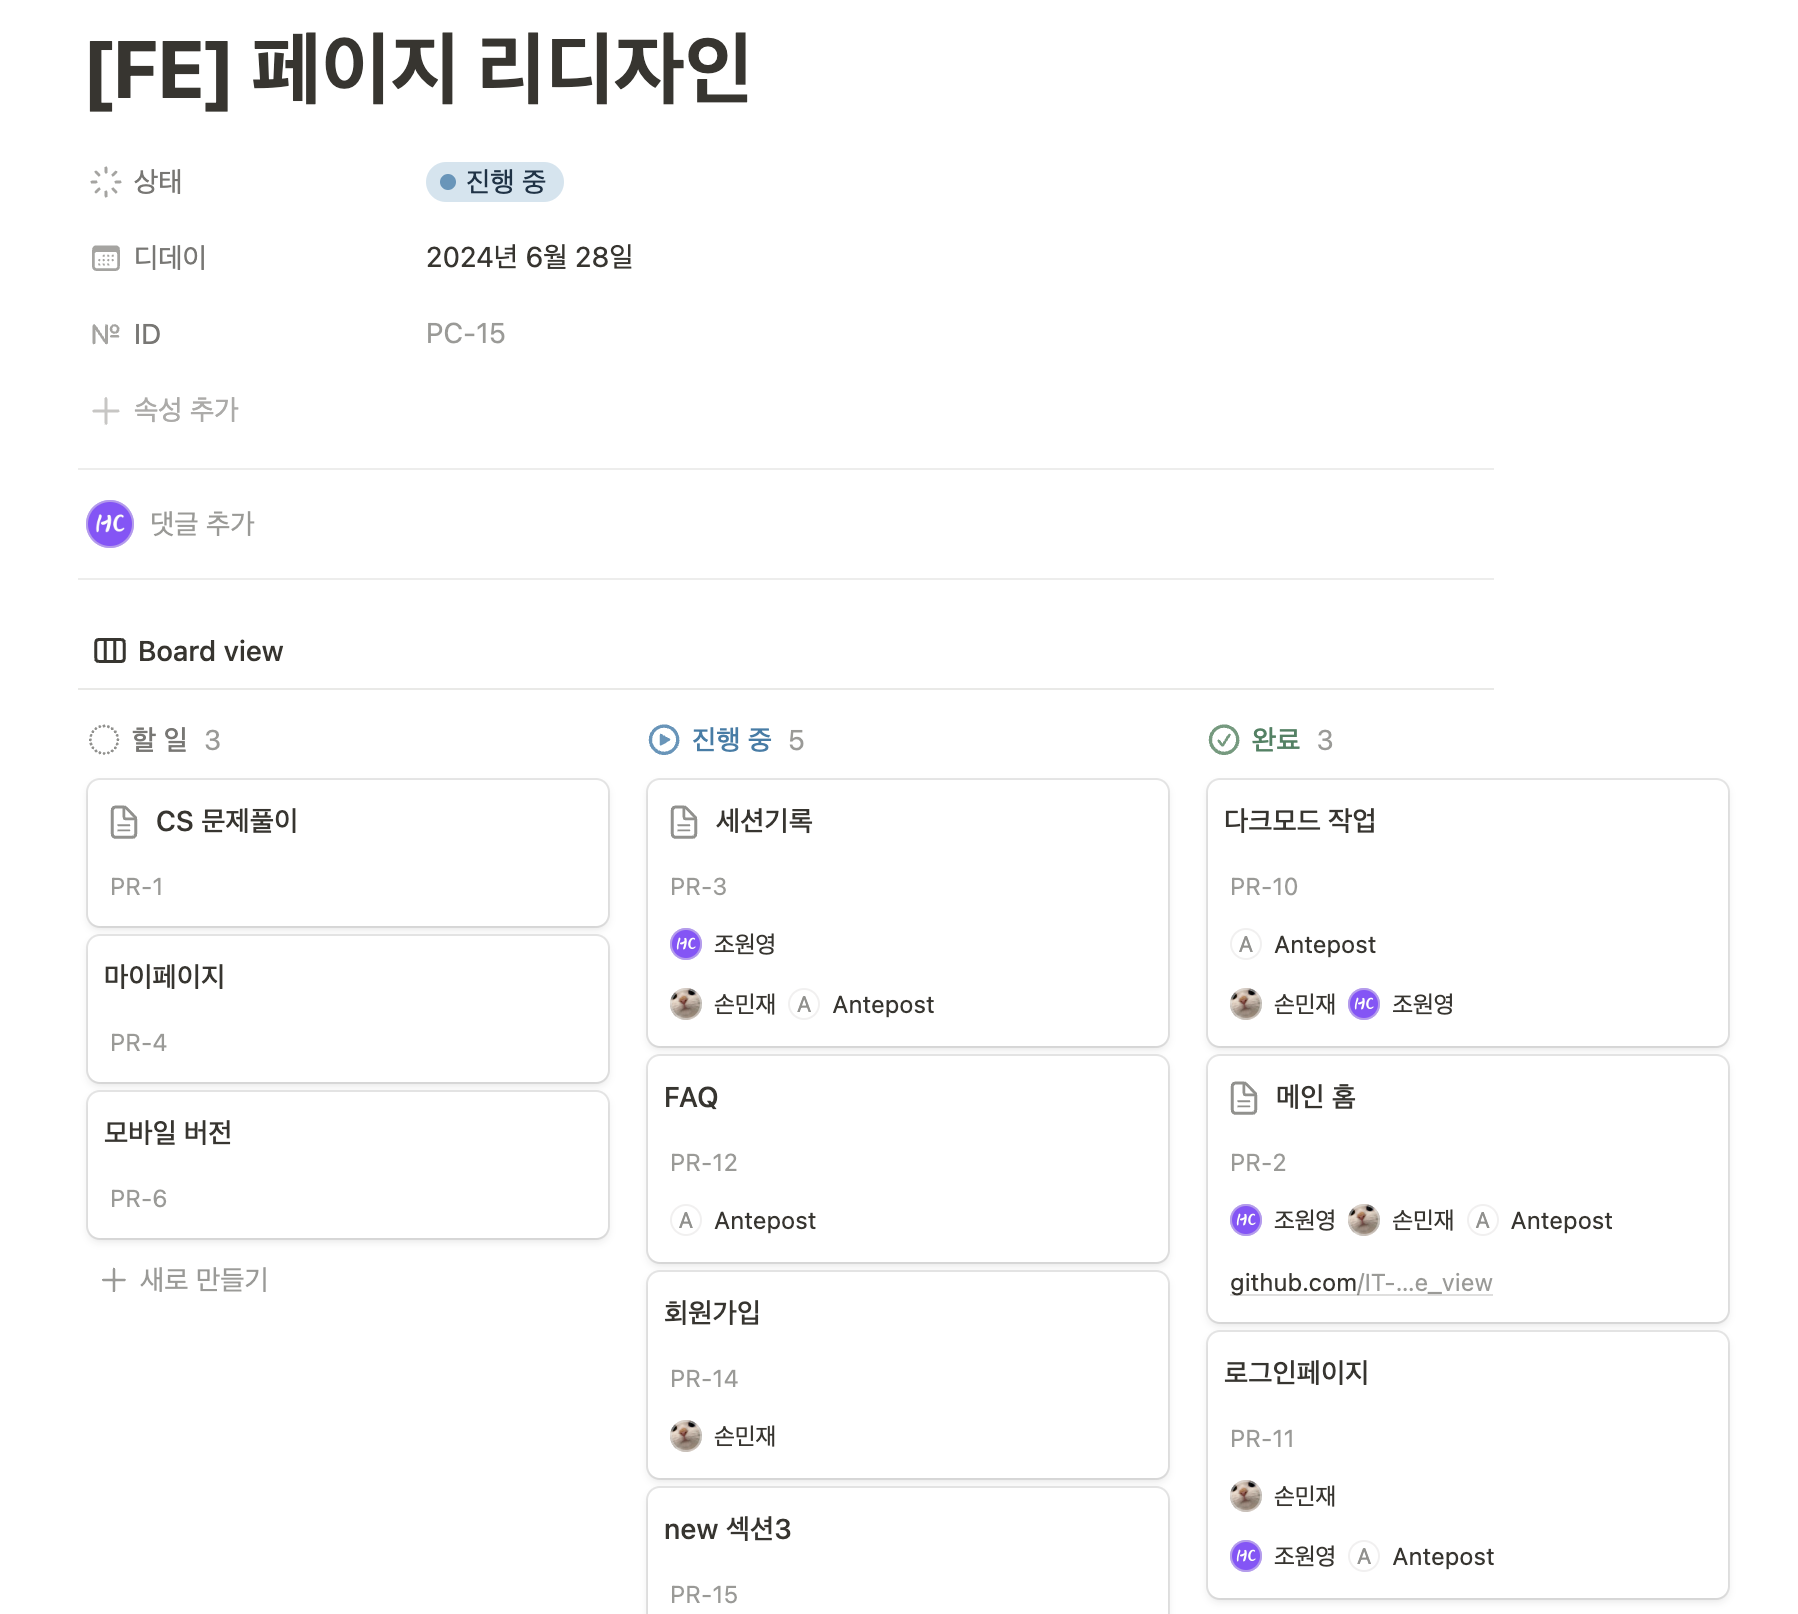 [FE] 페이지 리디자인
상태 진행 중
디데이 2024년 6월 28일
Nº ID PC-15
속성 추가
HC 댓글 추가
Board view
할 일 3
CS 문제풀이
PR-1
마이페이지
PR-4
모바일 버전
PR-6
새로 만들기
진행 중 5
세션기록
PR-3
HC 조원영
손민재 A Antepost
FAQ
PR-12
A Antepost
회원가입
PR-14
손민재
new 섹션3
PR-15
완료 3
다크모드 작업
PR-10
A Antepost
손민재 HC 조원영
메인 홈
PR-2
HC 조원영 손민재 A Antepost
github.com/IT-...e_view
로그인페이지
PR-11
손민재
HC 조원영 A Antepost